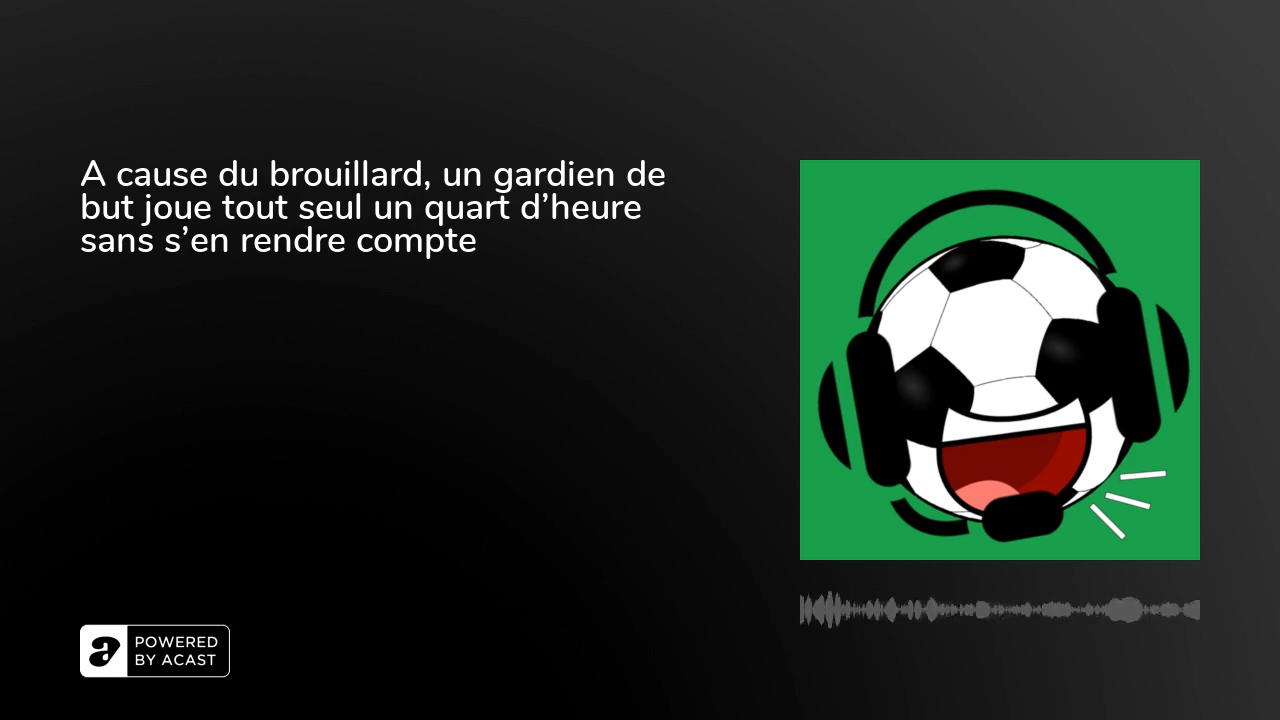 A cause du brouillard, un gardien de
but joue tout seul un quart d’heure
sans s’en rendre compte
a
POWERED
BY ACAST